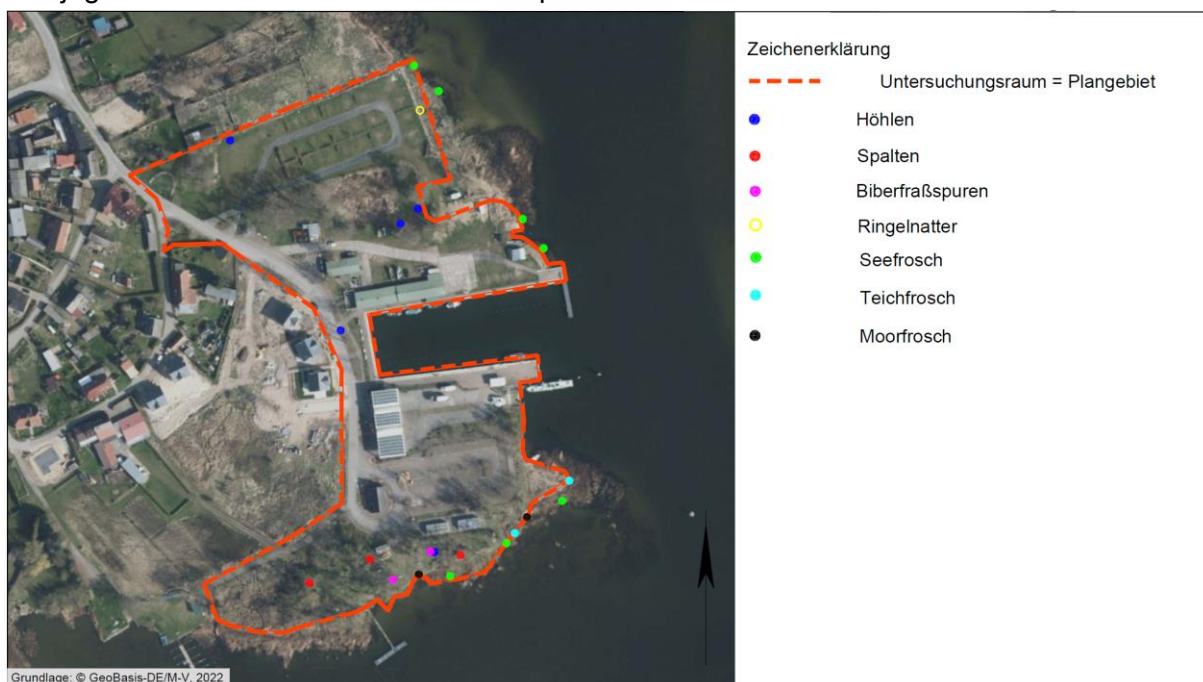 Zeichenerklärung
Untersuchungsraum = Plangebiet
Höhlen
Spalten
Biberfraßspuren
Ringelnatter
Seefrosch
Teichfrosch
Moorfrosch
Grundlage: © GeoBasis-DE/M-V, 2022